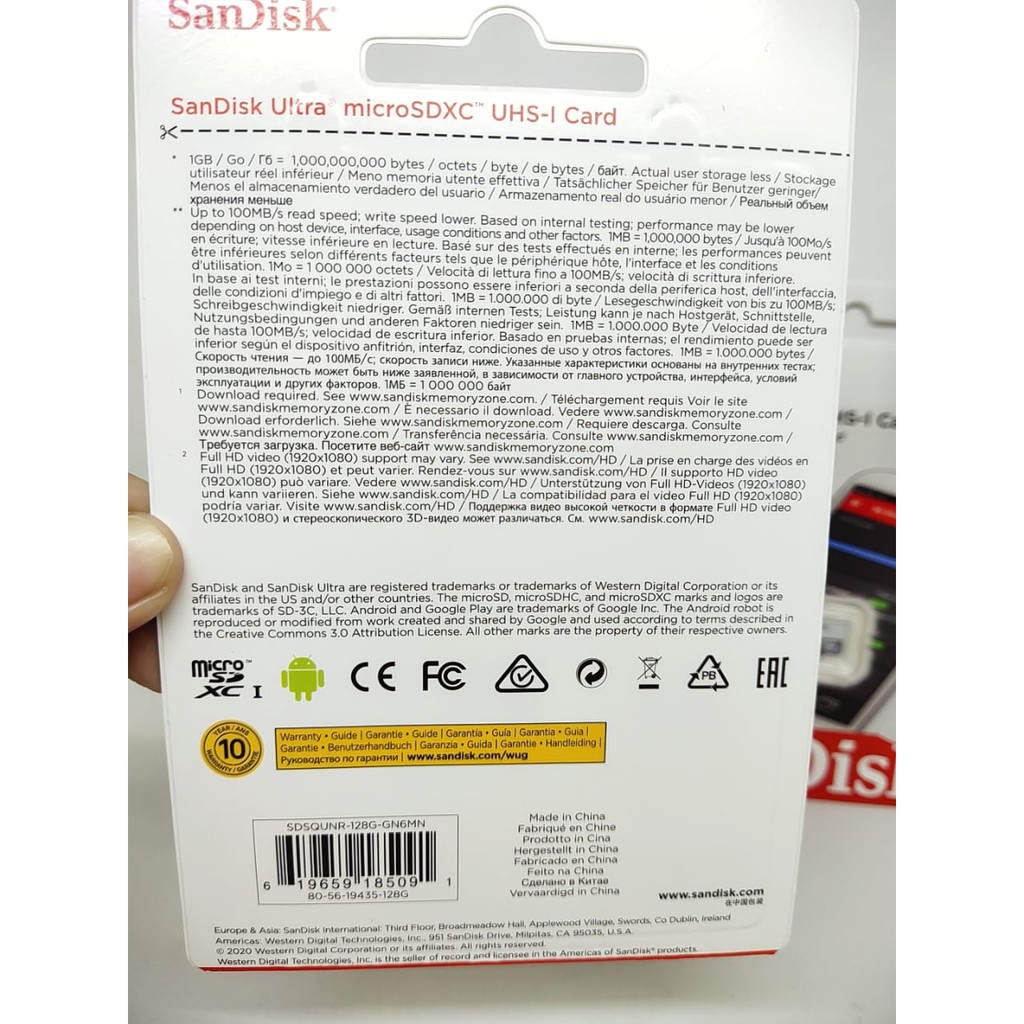 SanDisk®
SanDisk Ultra® microSDXC™ UHS-I Card
* 1GB / Go / Гб = 1,000,000,000 bytes / octets / byte / de bytes / байт. Actual user storage less / Stockage
utilisateur réel inférieur / Meno memoria utente effettiva / Tatsächlicher Speicher für Benutzer geringer/
Menos el almacenamiento verdadero del usuario / Armazenamento real do usuário menor / Реальный объем
хранения меньше
** Up to 100MB/s read speed; write speed lower. Based on internal testing; performance may be lower
depending on host device, interface, usage conditions and other factors. 1MB = 1,000,000 bytes / Jusqu'à 100Mo/s
en écriture; vitesse inférieure en lecture. Basé sur des tests effectués en interne; les performances peuvent
être inférieures selon différents facteurs tels que le périphérique hôte, l'interface et les conditions
d'utilisation. 1Mo = 1 000 000 octets / Velocità di lettura fino a 100MB/s; velocità di scrittura inferiore.
In base ai test interni; le prestazioni possono essere inferiori a seconda della periferica host, dell'interfaccia,
delle condizioni d'impiego e di altri fattori. 1MB = 1.000.000 di byte / Lesegeschwindigkeit von bis zu 100MB/s;
Schreibgeschwindigkeit niedriger. Gemäß internen Tests; Leistung kann je nach Hostgerät, Schnittstelle,
Nutzungsbedingungen und anderen Faktoren niedriger sein. 1MB = 1.000.000 Byte / Velocidad de lectura
de hasta 100MB/s; velocidad de escritura inferior. Basado en pruebas internas; el rendimiento puede ser
inferior según el dispositivo anfitrión, interfaz, condiciones de uso y otros factores. 1MB = 1.000.000 bytes /
Скорость чтения — до 100МБ/с; скорость записи ниже. Указанные характеристики основаны на внутренних тестах;
производительность может быть ниже заявленной, в зависимости от главного устройства, интерфейса, условий
эксплуатации и других факторов. 1МБ = 1 000 000 байт
1 Download required. See www.sandiskmemoryzone.com. / Téléchargement requis Voir le site
www.sandiskmemoryzone.com / È necessario il download. Vedere www.sandiskmemoryzone.com /
Download erforderlich. Siehe www.sandiskmemoryzone.com / Requiere descarga. Consulte
www.sandiskmemoryzone.com / Transferência necessária. Consulte www.sandiskmemoryzone.com /
Требуется загрузка. Посетите веб-сайт www.sandiskmemoryzone.com
2 Full HD video (1920x1080) support may vary. See www.sandisk.com/HD / La prise en charge des vidéos en
Full HD (1920x1080) et peut varier. Rendez-vous sur www.sandisk.com/HD / Il supporto HD video
(1920x1080) può variare. Vedere www.sandisk.com/HD / Unterstützung von Full HD-Videos (1920x1080)
und kann variieren. Siehe www.sandisk.com/HD / La compatibilidad para el video Full HD (1920x1080)
podría variar. Visite www.sandisk.com/HD / Поддержка видео высокой четкости в формате Full HD video
(1920x1080) и стереоскопического 3D-видео может различаться. См. www.sandisk.com/HD
SanDisk and SanDisk Ultra are registered trademarks or trademarks of Western Digital Corporation or its
affiliates in the US and/or other countries. The microSD, microSDHC, and microSDXC marks and logos are
trademarks of SD-3C, LLC. Android and Google Play are trademarks of Google Inc. The Android robot is
reproduced or modified from work created and shared by Google and used according to terms described in
the Creative Commons 3.0 Attribution License. All other marks are the property of their respective owners.
micro SD XC I ™ CE FC PB EAC
10 YEAR/ANS WARRANTY/GARANTIE
Warranty • Guide | Garantie • Guide | Garantía • Guía | Garantia • Guia |
Garantie • Benutzerhandbuch | Garanzia • Guida | Garantie • Handleiding |
Руководство по гарантии | www.sandisk.com/wug
SDSQUNR-128G-GN6MN
6 19659 18509 1
80-56-19435-128G
Made in China
Fabriqué en Chine
Prodotto in Cina
Hergestellt in China
Fabricado en China
Feito na China
Сделано в Китае
Vervaardigd in China
www.sandisk.com
在中国包装
Europe & Asia: SanDisk International: Third Floor, Broadmeadow Hall, Applewood Village, Swords, Co Dublin, Ireland
Americas: Western Digital Technologies, Inc., 951 SanDisk Drive, Milpitas, CA 95035, U.S.A.
© 2020 Western Digital Corporation or its affiliates. All rights reserved.
Western Digital Technologies, Inc. is the seller of record and licensee in the Americas of SanDisk® products.